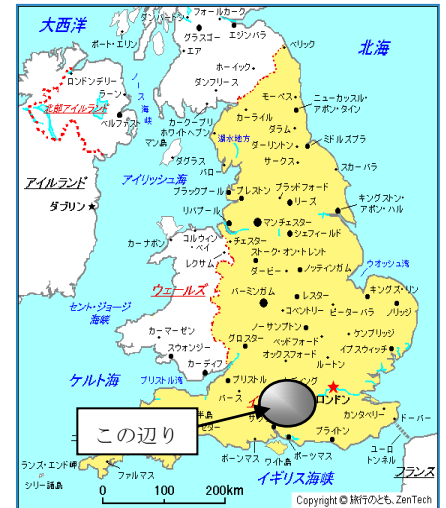 大西洋
ダンバートン
フォールカーク
グラスゴー
エジンバラ
北海
ポート・エリン
エア
ベリック
ホーイック
ロンドンデリー
ノース海峡
ダンフリース
モーペス
ニューカッスル・アポン・タイン
ラーン
北部アイルランド
カークーブリ
カーライル
ベルファスト
ホワイトヘブン
ダラム
マン島
湖水地方
ダーリントン
ミドルズブラ
ダグラス
サークス
スカーバラ
バロー
アイルランド
アイリッシュ海
ブラックプール
プレストン
ブラドフォード
ダブリン
リーズ
キングストン・アポン・ハル
リバプール
マンチェスター
コルウィン・ベイ
シェフィールド
カーナボン
チェスター
ストーク・オン・トレント
レクサム
ウオッシュ湾
ダービー
ノッティンガム
ウェールズ
バーミンガム
レスター
キングス・リン
セント・ジョージ海峡
コベントリー
ピーターバラ
ノリッジ
カーマーゼン
ノーサンプトン
ケンブリッジ
グロスター
ベッドフォード
イプスウィッチ
スウォンジー
オックスフォード
カーディフ
ルートン
ケルト海
ブリストル湾
ブリストル
ディング
バース
イ
ロンドン
この辺り
半島
サウ
カンタベリー
ドーバー
ター
ブライトン
ユーロトンネル
ランズ・エンド岬
ボーンマス
ポーツマス
ワイト島
シリー諸島
ファルマス
イギリス海峡
フランス
0 100 200km
Copyright © 旅行のとも、ZenTech